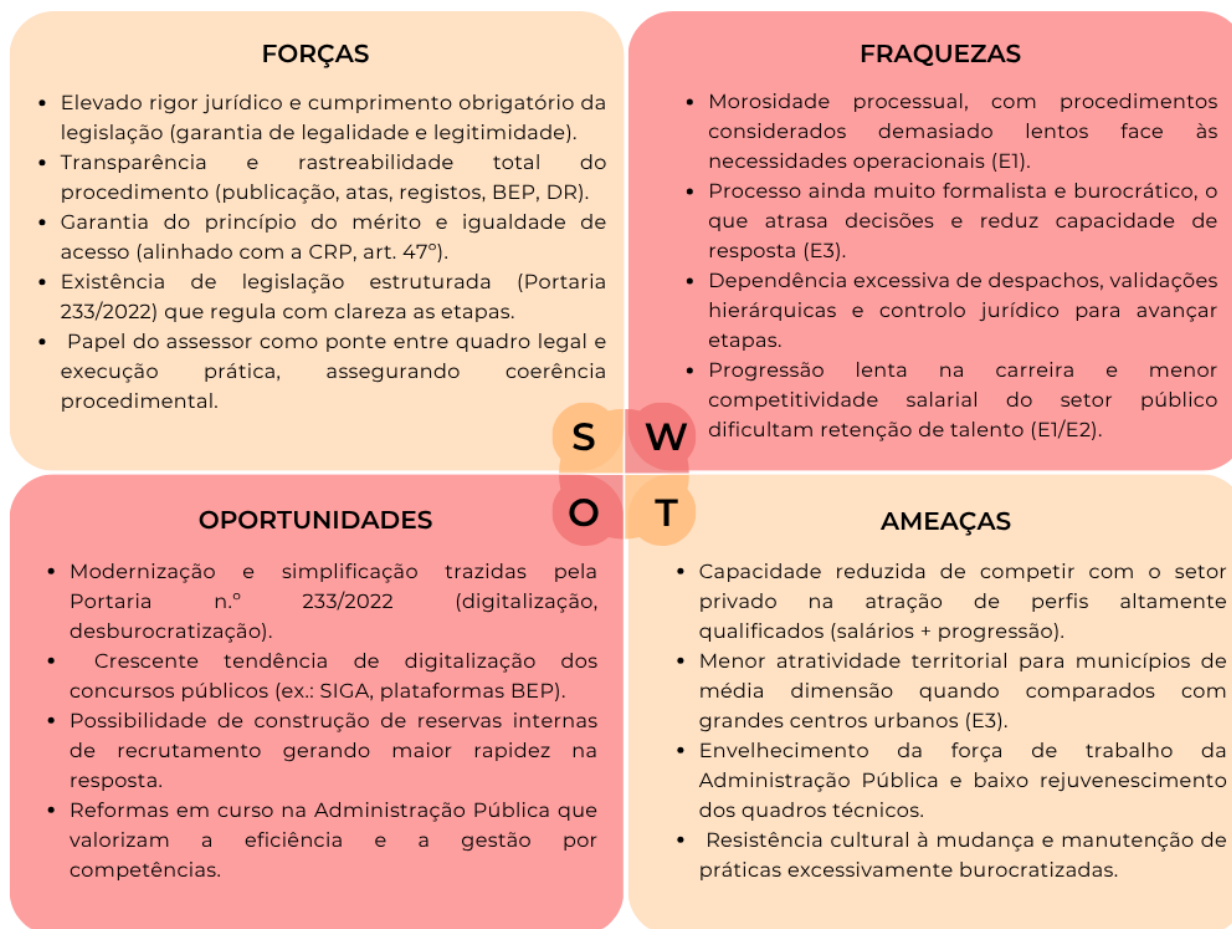 FORÇAS
• Elevado rigor jurídico e cumprimento obrigatório da
legislação (garantia de legalidade e legitimidade).
• Transparência e rastreabilidade total do
procedimento (publicação, atas, registos, BEP, DR).
• Garantia do princípio do mérito e igualdade de
acesso (alinhado com a CRP, art. 47º).
• Existência de legislação estruturada (Portaria
233/2022) que regula com clareza as etapas.
• Papel do assessor como ponte entre quadro legal e
execução prática, assegurando coerência
procedimental.
FRAQUEZAS
• Morosidade processual, com procedimentos
considerados demasiado lentos face às
necessidades operacionais (E1).
• Processo ainda muito formalista e burocrático, o
que atrasa decisões e reduz capacidade de
resposta (E3).
• Dependência excessiva de despachos, validações
hierárquicas e controlo jurídico para avançar
etapas.
• Progressão lenta na carreira e menor
competitividade salarial do setor público
dificultam retenção de talento (E1/E2).
S W
O T
OPORTUNIDADES
• Modernização e simplificação trazidas pela
Portaria n.º 233/2022 (digitalização,
desburocratização).
• Crescente tendência de digitalização dos
concursos públicos (ex.: SIGA, plataformas BEP).
• Possibilidade de construção de reservas internas
de recrutamento gerando maior rapidez na
resposta.
• Reformas em curso na Administração Pública que
valorizam a eficiência e a gestão por
competências.
AMEAÇAS
• Capacidade reduzida de competir com o setor
privado na atração de perfis altamente
qualificados (salários + progressão).
• Menor atratividade territorial para municípios de
média dimensão quando comparados com
grandes centros urbanos (E3).
• Envelhecimento da força de trabalho da
Administração Pública e baixo rejuvenescimento
dos quadros técnicos.
• Resistência cultural à mudança e manutenção de
práticas excessivamente burocratizadas.